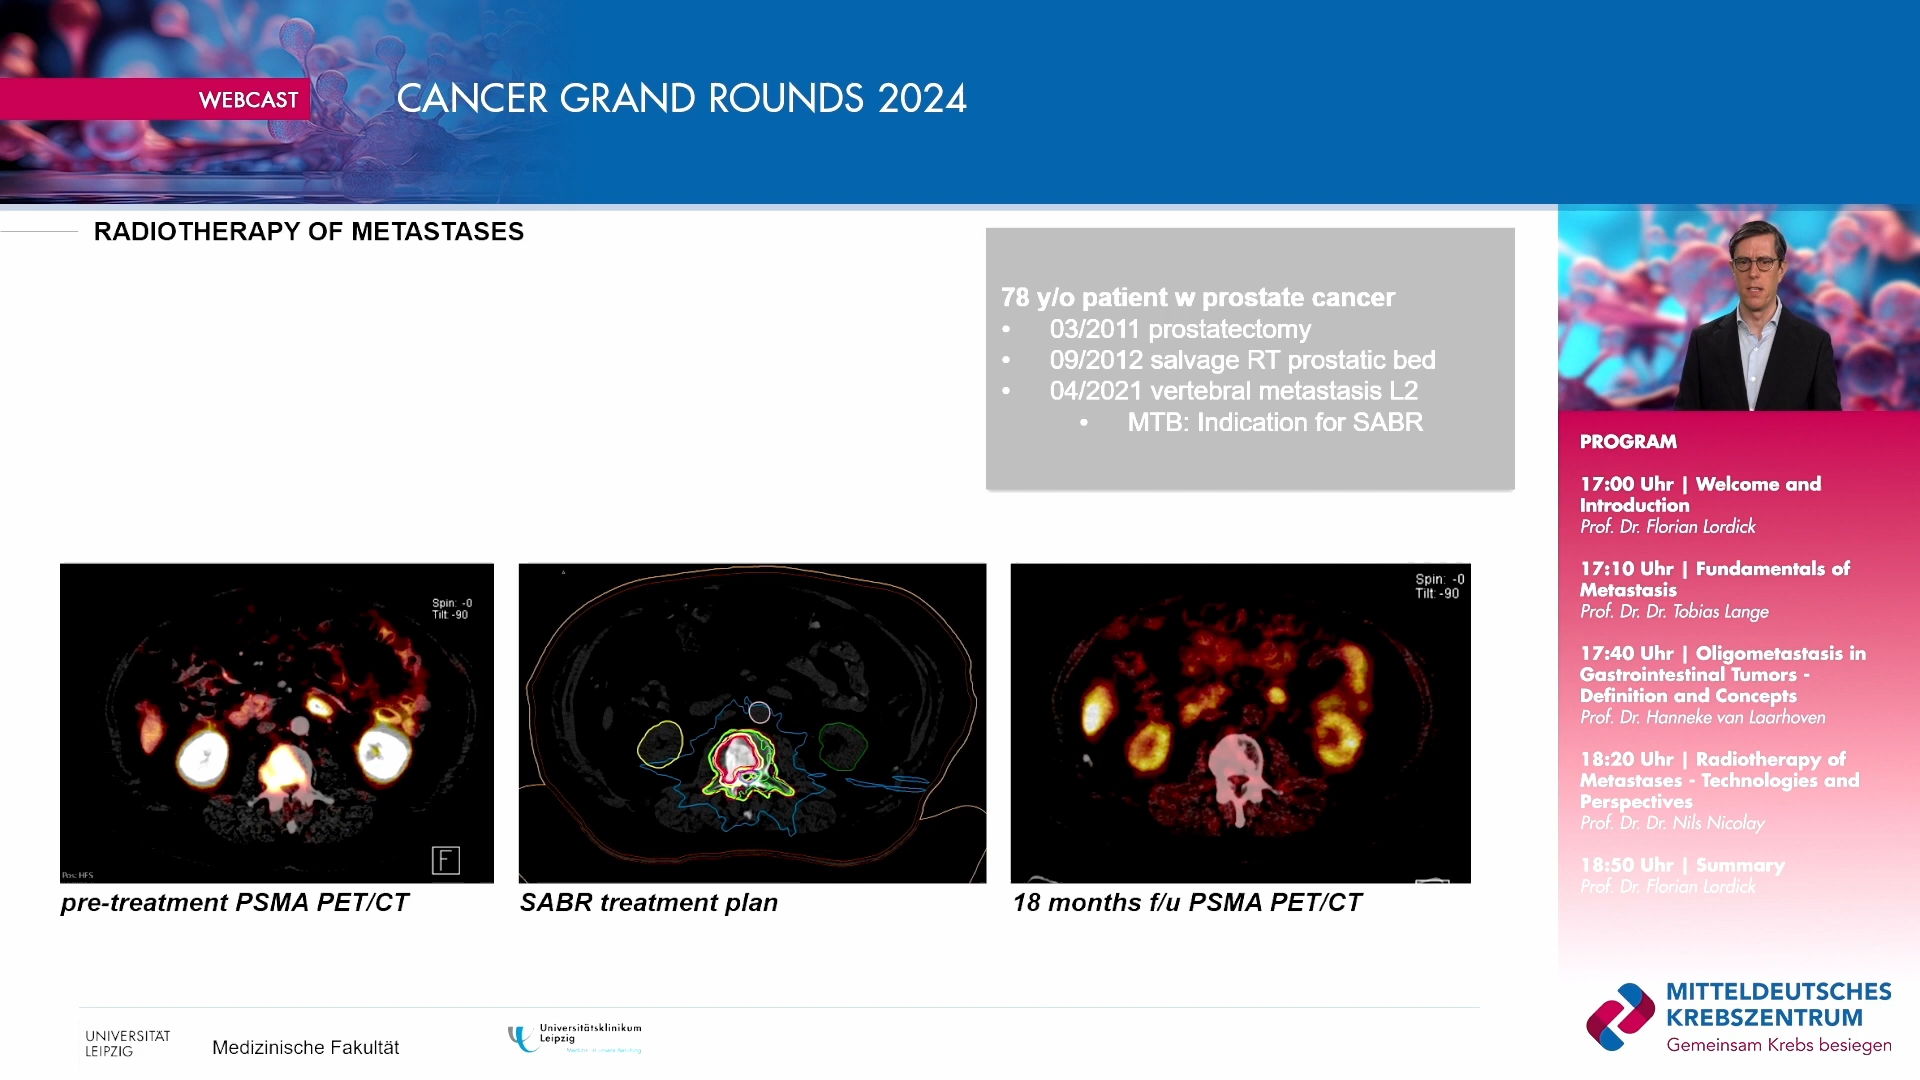 WEBCAST
CANCER GRAND ROUNDS 2024
RADIOTHERAPY OF METASTASES
78 y/o patient w prostate cancer
• 03/2011 prostatectomy
• 09/2012 salvage RT prostatic bed
• 04/2021 vertebral metastasis L2
• MTB: Indication for SABR
Spin: -0
Tilt: -90
F
Pos: HFS
Spin: -0
Tilt: -90
pre-treatment PSMA PET/CT
SABR treatment plan
18 months f/u PSMA PET/CT
PROGRAM
17:00 Uhr | Welcome and
Introduction
Prof. Dr. Florian Lordick
17:10 Uhr | Fundamentals of
Metastasis
Prof. Dr. Dr. Tobias Lange
17:40 Uhr | Oligometastasis in
Gastrointestinal Tumors -
Definition and Concepts
Prof. Dr. Hanneke van Laarhoven
18:20 Uhr | Radiotherapy of
Metastases - Technologies and
Perspectives
Prof. Dr. Dr. Nils Nicolay
18:50 Uhr | Summary
Prof. Dr. Florian Lordick
UNIVERSITÄT
LEIPZIG
Medizinische Fakultät
Universitätsklinikum
Leipzig
MITTELDEUTSCHES
KREBSZENTRUM
Gemeinsam Krebs besiegen